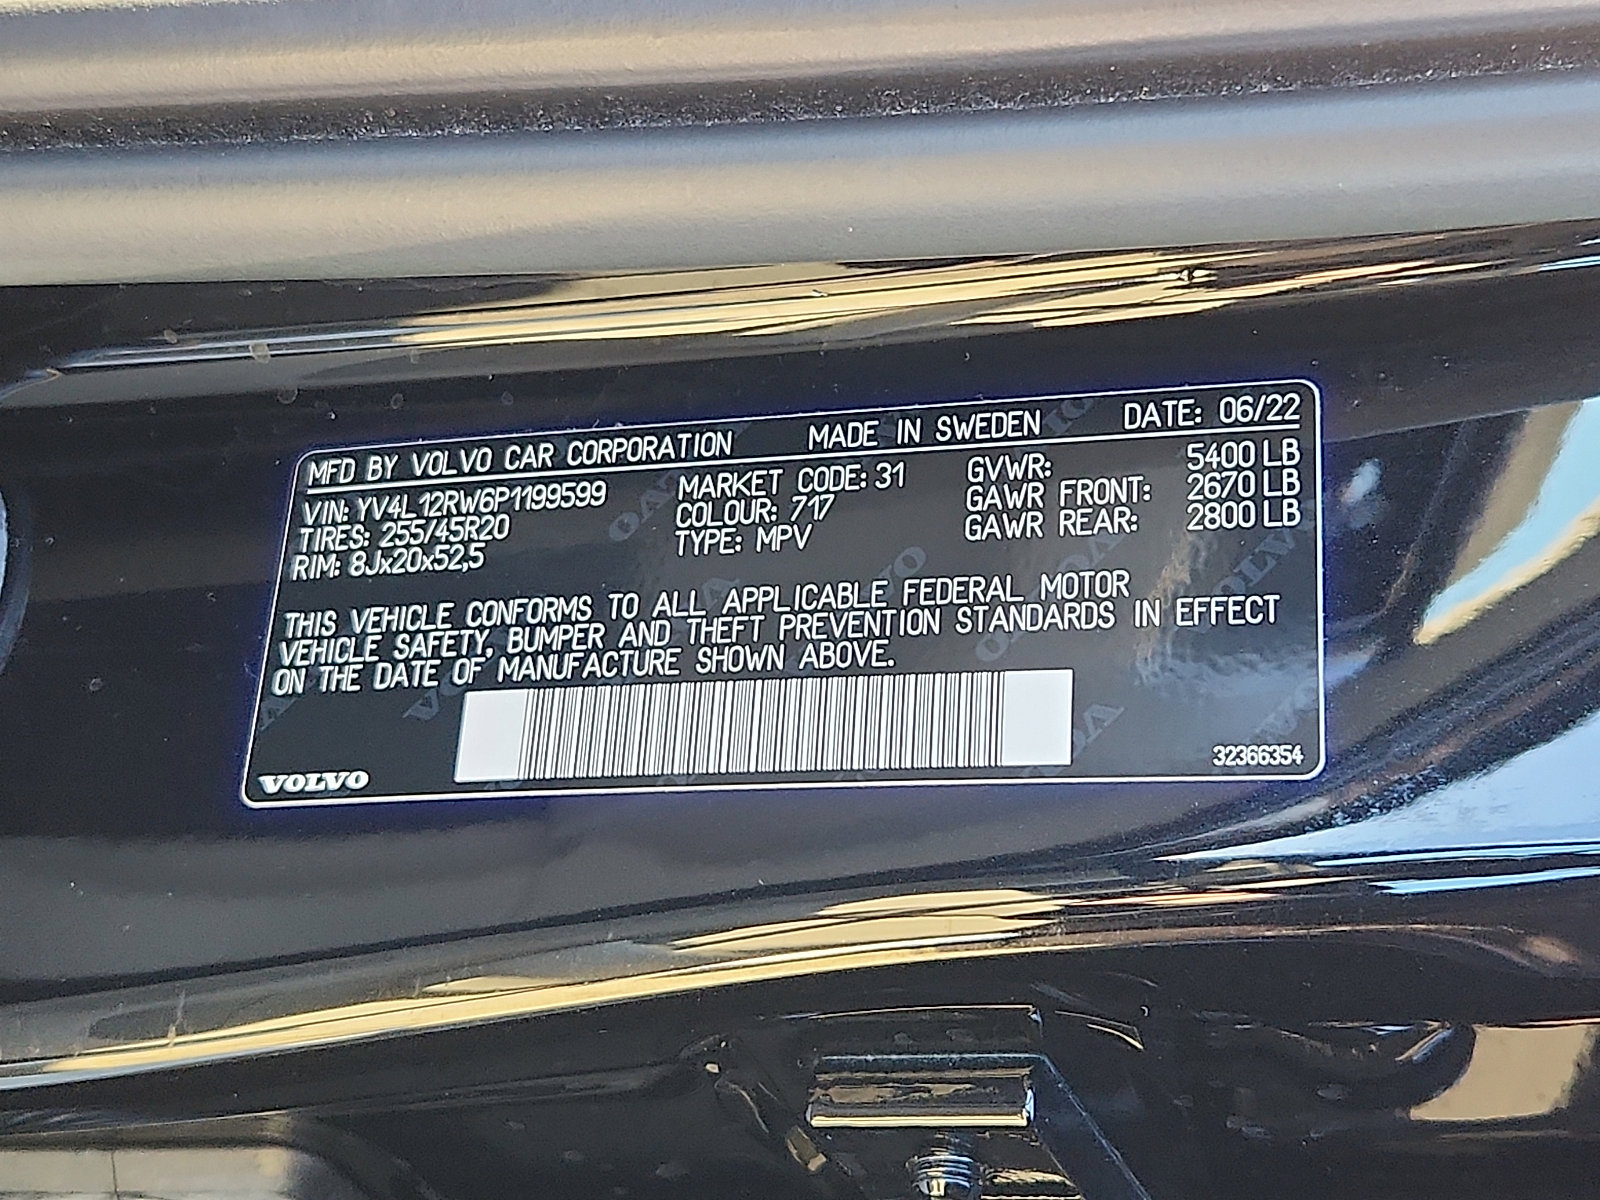 MFD BY VOLVO CAR CORPORATION MADE IN SWEDEN DATE: 06/22
VIN: YV4L12RW6P1199599 MARKET CODE: 31 GVWR: 5400 LB
TIRES: 255/45R20 COLOUR: 717 GAWR FRONT: 2670 LB
RIM: 8Jx20x52,5 TYPE: MPV GAWR REAR: 2800 LB
THIS VEHICLE CONFORMS TO ALL APPLICABLE FEDERAL MOTOR
VEHICLE SAFETY, BUMPER AND THEFT PREVENTION STANDARDS IN EFFECT
ON THE DATE OF MANUFACTURE SHOWN ABOVE.
VOLVO 32366354